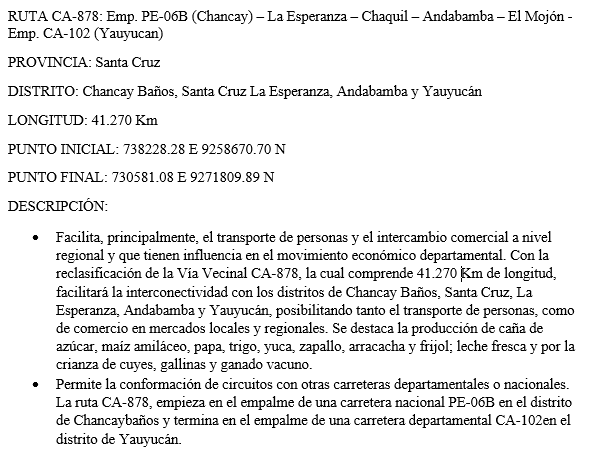 RUTA CA-878: Emp. PE-06B (Chancay) – La Esperanza – Chaquil – Andabamba – El Mojón -
Emp. CA-102 (Yauyucan)
PROVINCIA: Santa Cruz
DISTRITO: Chancay Baños, Santa Cruz La Esperanza, Andabamba y Yauyucán
LONGITUD: 41.270 Km
PUNTO INICIAL: 738228.28 E 9258670.70 N
PUNTO FINAL: 730581.08 E 9271809.89 N
DESCRIPCIÓN:
• Facilita, principalmente, el transporte de personas y el intercambio comercial a nivel
regional y que tienen influencia en el movimiento económico departamental. Con la
reclasificación de la Vía Vecinal CA-878, la cual comprende 41.270 Km de longitud,
facilitará la interconectividad con los distritos de Chancay Baños, Santa Cruz, La
Esperanza, Andabamba y Yauyucán, posibilitando tanto el transporte de personas, como
de comercio en mercados locales y regionales. Se destaca la producción de caña de
azúcar, maíz amiláceo, papa, trigo, yuca, zapallo, arracacha y frijol; leche fresca y por la
crianza de cuyes, gallinas y ganado vacuno.
• Permite la conformación de circuitos con otras carreteras departamentales o nacionales.
La ruta CA-878, empieza en el empalme de una carretera nacional PE-06B en el distrito
de Chancaybaños y termina en el empalme de una carretera departamental CA-102en el
distrito de Yauyucán.